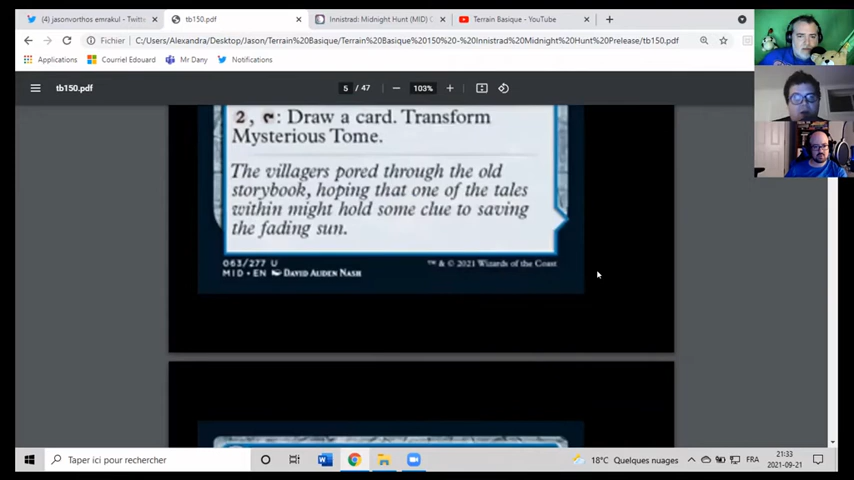 (4) jasonvorthos emrakul - Twitt
tb150.pdf
Innistrad: Midnight Hunt (MID) C
Terrain Basique - YouTube
Fichier
C:/Users/Alexandra/Desktop/Jason/Terrain%20Basique/Terrain%20Basique%20150%20-%20Innistrad%20Midnight%20Hunt%20Prelease/tb150.pdf
Applications
Courriel Edouard
Mr Dany
Notifications
tb150.pdf
5 / 47
103%
2, : Draw a card. Transform
Mysterious Tome.
The villagers pored through the old
storybook, hoping that one of the tales
within might hold some clue to saving
the fading sun.
063/277 U
MID • EN DAVID AUDEN NASH
™ & © 2021 Wizards of the Coast
Taper ici pour rechercher
18°C Quelques nuages
FRA
21:33
2021-09-21